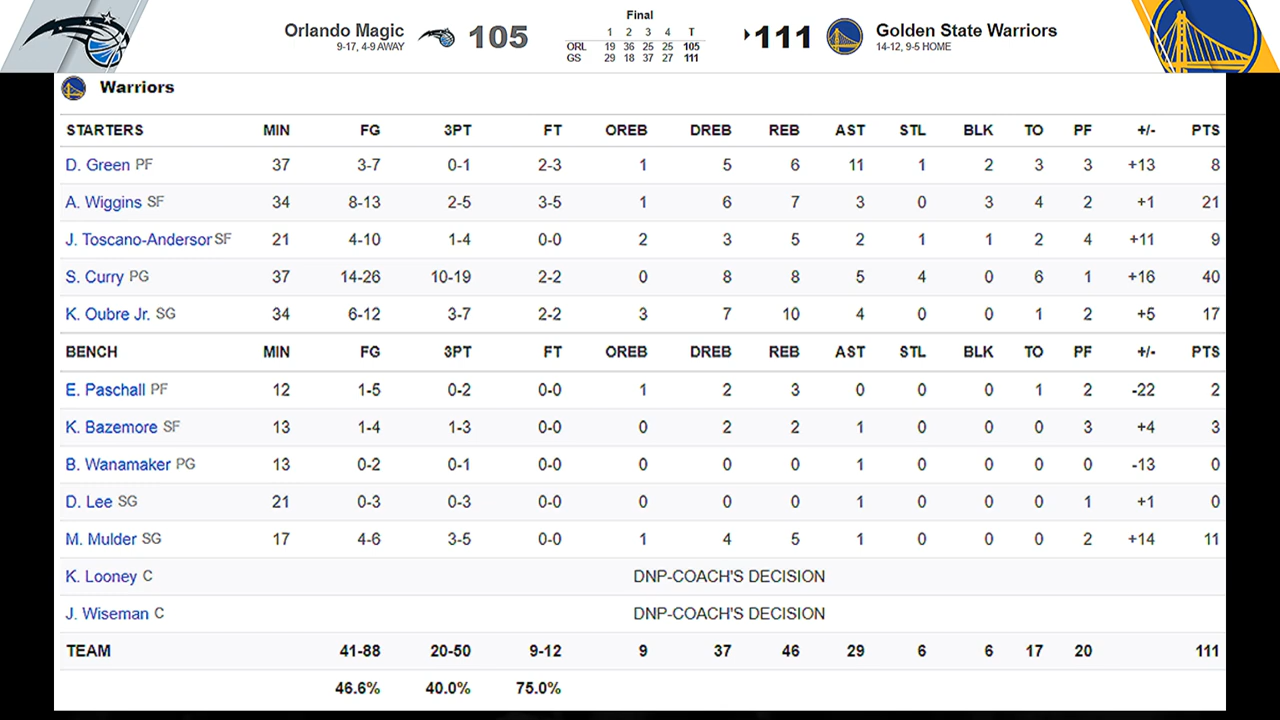 Orlando Magic
9-17, 4-9 AWAY
105
Final
1 2 3 4 T
ORL 19 36 25 25 105
GS 29 18 37 27 111
111
Golden State Warriors
14-12, 9-5 HOME
Warriors
STARTERS MIN FG 3PT FT OREB DREB REB AST STL BLK TO PF +/- PTS
D. Green PF 37 3-7 0-1 2-3 1 5 6 11 1 2 3 3 +13 8
A. Wiggins SF 34 8-13 2-5 3-5 1 6 7 3 0 3 4 2 +1 21
J. Toscano-Andersor SF 21 4-10 1-4 0-0 2 3 5 2 1 1 2 4 +11 9
S. Curry PG 37 14-26 10-19 2-2 0 8 8 5 4 0 6 1 +16 40
K. Oubre Jr. SG 34 6-12 3-7 2-2 3 7 10 4 0 0 1 2 +5 17
BENCH MIN FG 3PT FT OREB DREB REB AST STL BLK TO PF +/- PTS
E. Paschall PF 12 1-5 0-2 0-0 1 2 3 0 0 0 1 2 -22 2
K. Bazemore SF 13 1-4 1-3 0-0 0 2 2 1 0 0 0 3 +4 3
B. Wanamaker PG 13 0-2 0-1 0-0 0 0 0 1 0 0 0 0 -13 0
D. Lee SG 21 0-3 0-3 0-0 0 0 0 1 0 0 0 1 +1 0
M. Mulder SG 17 4-6 3-5 0-0 1 4 5 1 0 0 0 2 +14 11
K. Looney C DNP-COACH'S DECISION
J. Wiseman C DNP-COACH'S DECISION
TEAM 41-88 20-50 9-12 9 37 46 29 6 6 17 20 111
46.6% 40.0% 75.0%